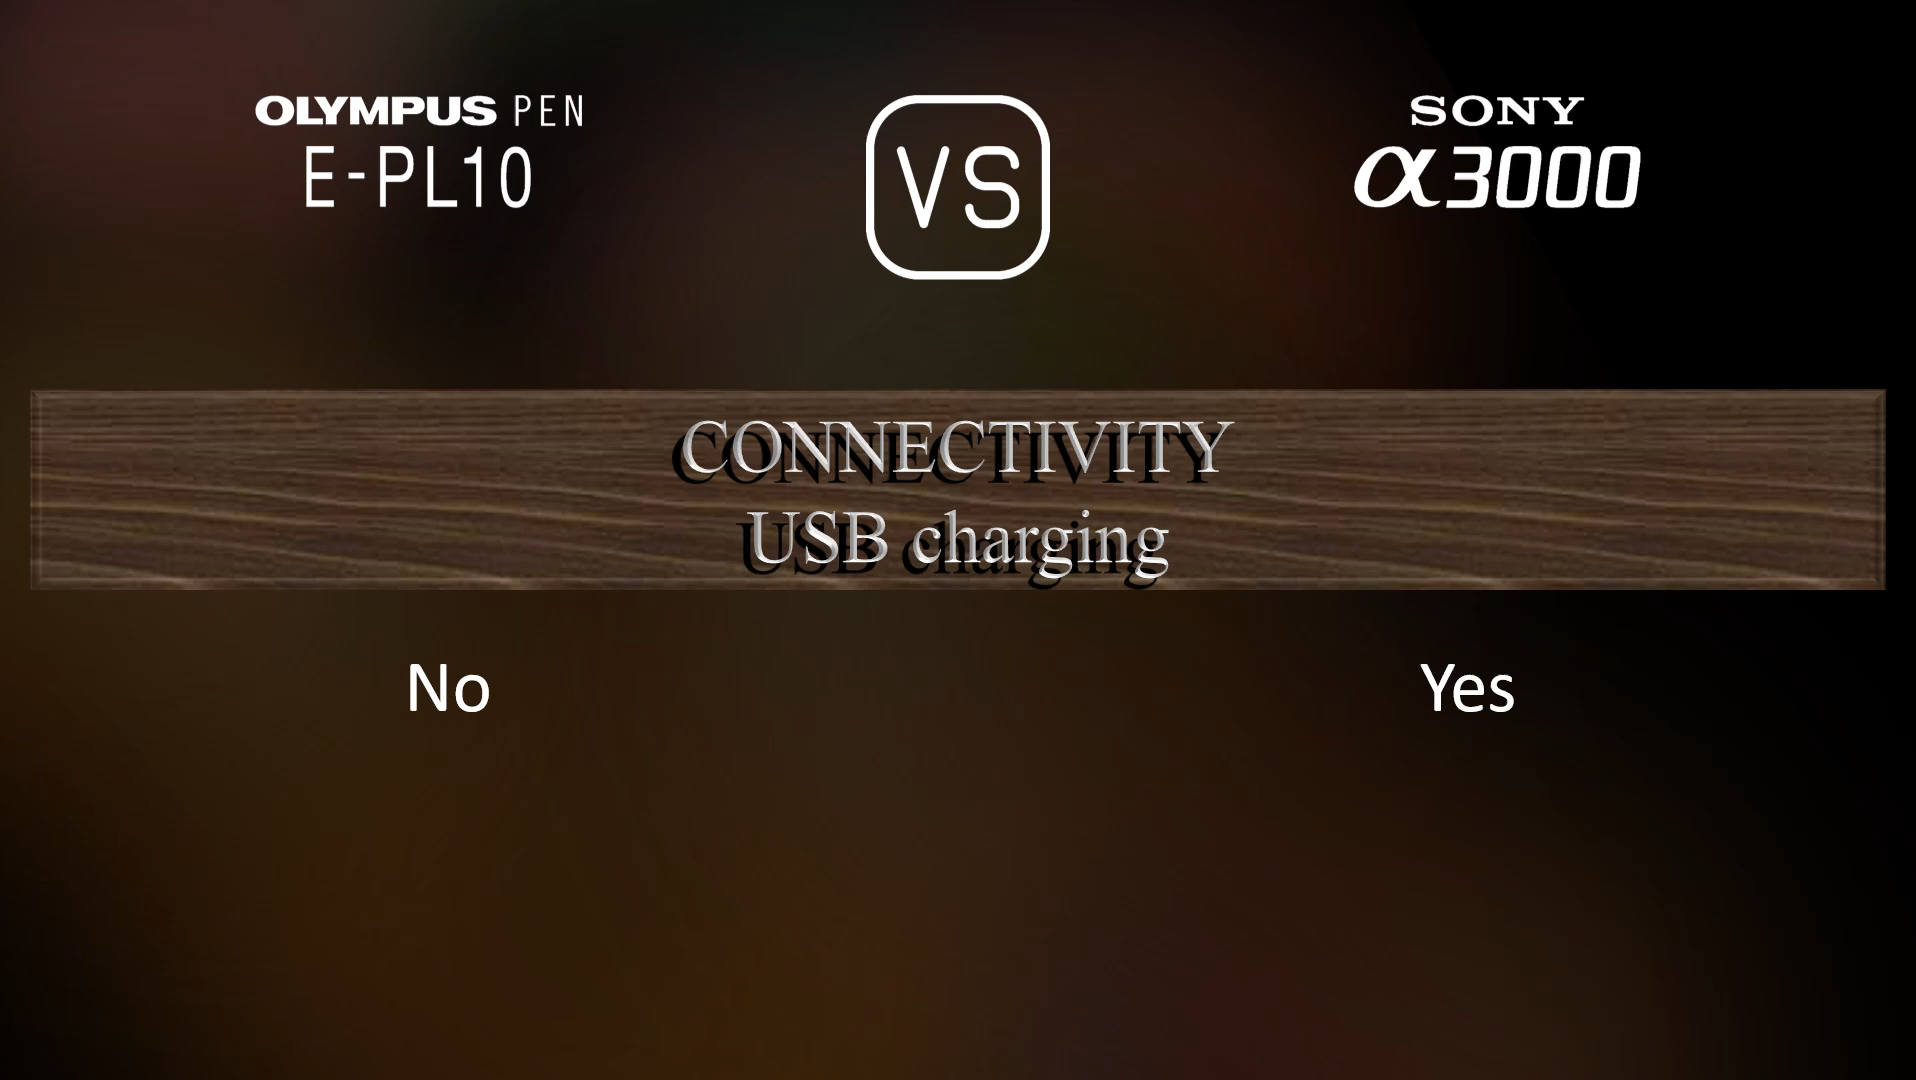 OLYMPUS PEN
E-PL10
VS
SONY
α3000
CONNECTIVITY
USB charging
No
Yes